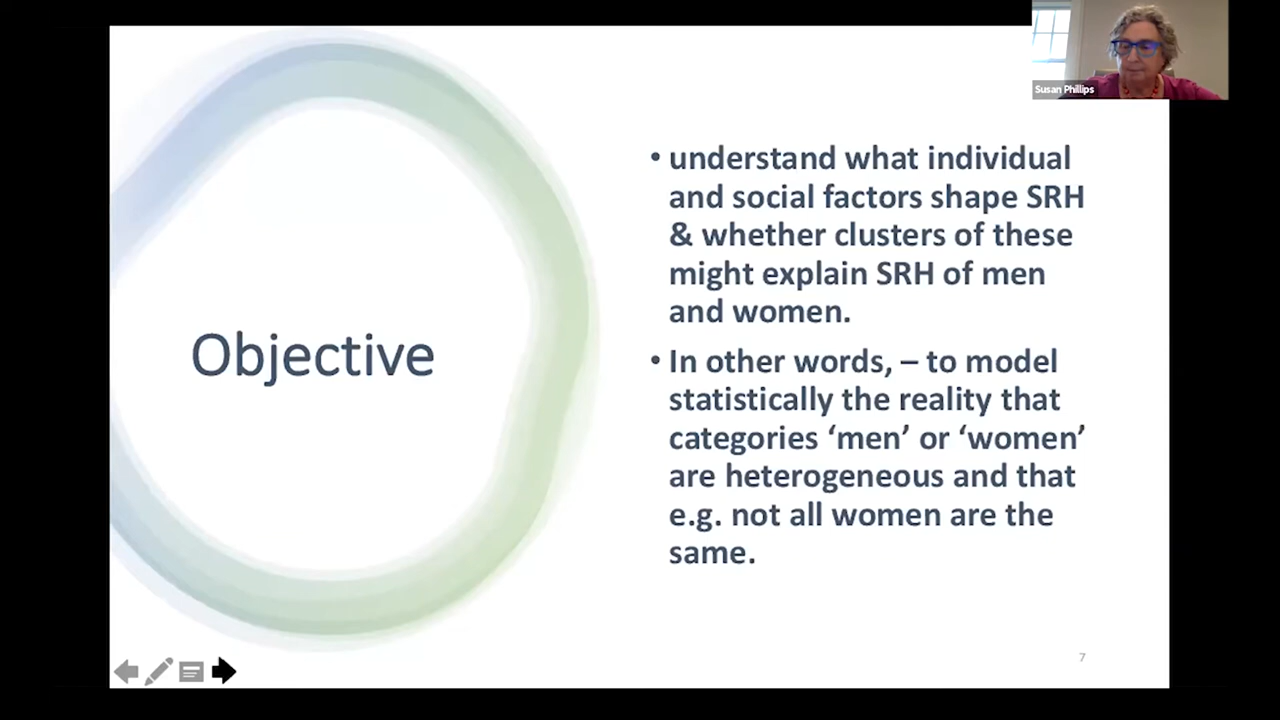 Susan Phillips
Objective
• understand what individual
and social factors shape SRH
& whether clusters of these
might explain SRH of men
and women.
• In other words, – to model
statistically the reality that
categories ‘men’ or ‘women’
are heterogeneous and that
e.g. not all women are the
same.
7